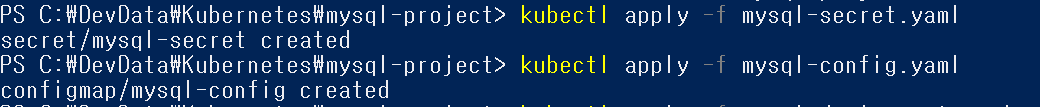 PS C:₩DevData₩Kubernetes₩mysql-project> kubectl apply -f mysql-secret.yaml
secret/mysql-secret created
PS C:₩DevData₩Kubernetes₩mysql-project> kubectl apply -f mysql-config.yaml
configmap/mysql-config created